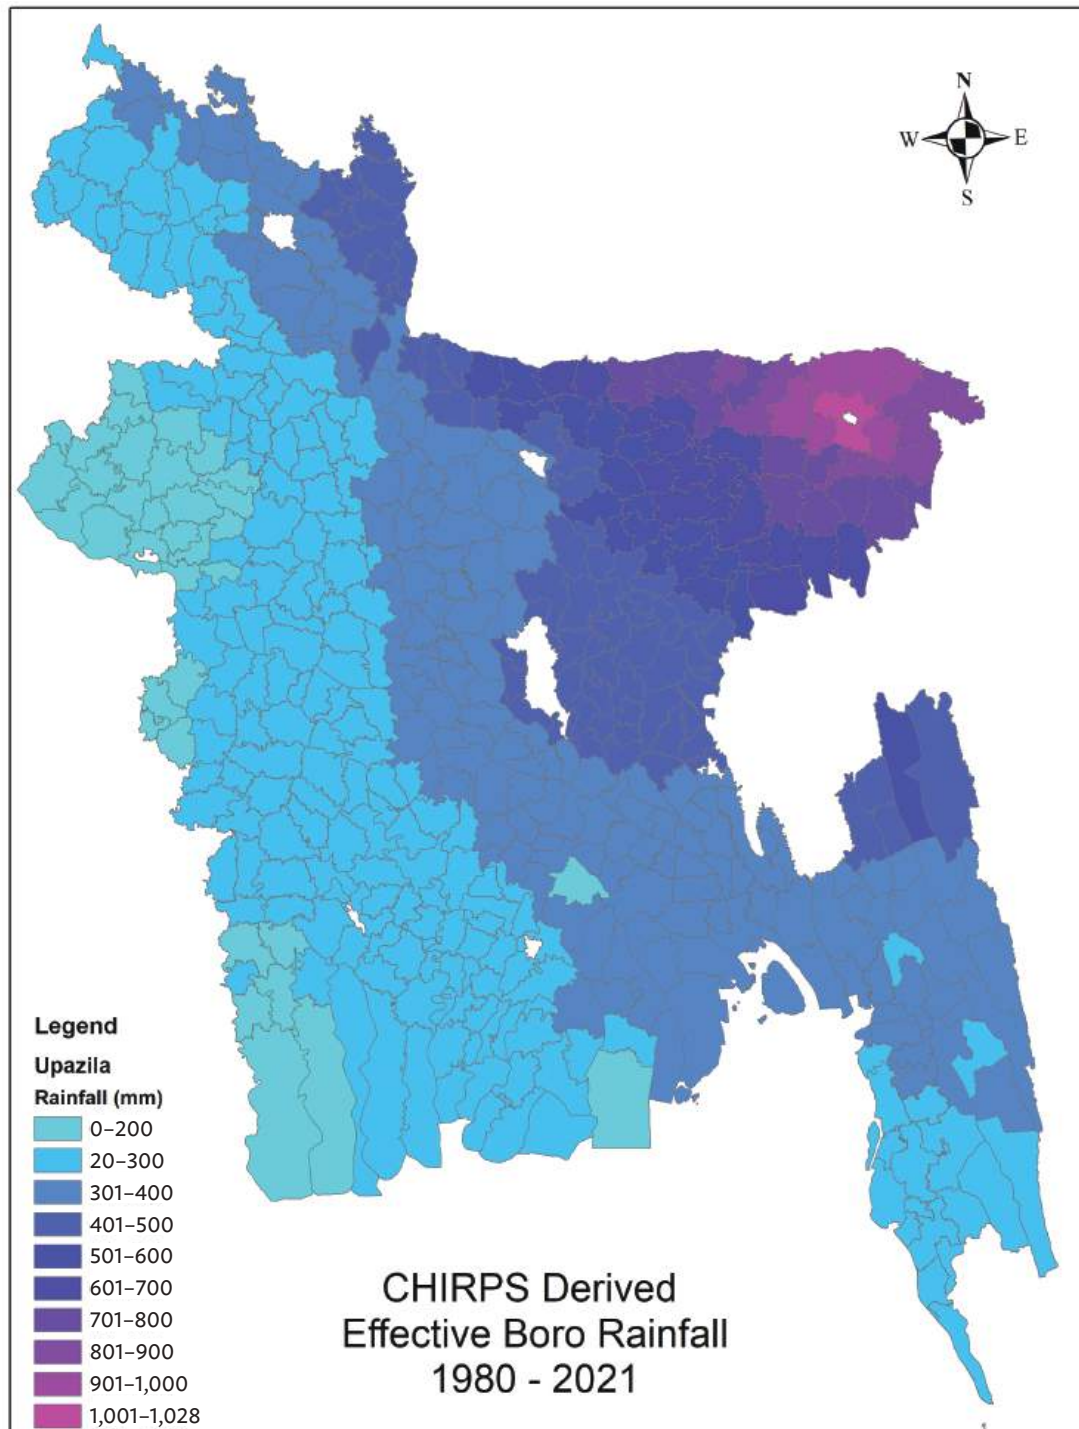 N
W E
S
Legend
Upazila
Rainfall (mm)
0–200
20–300
301–400
401–500
501–600
601–700
701–800
801–900
901–1,000
1,001–1,028
CHIRPS Derived
Effective Boro Rainfall
1980 - 2021